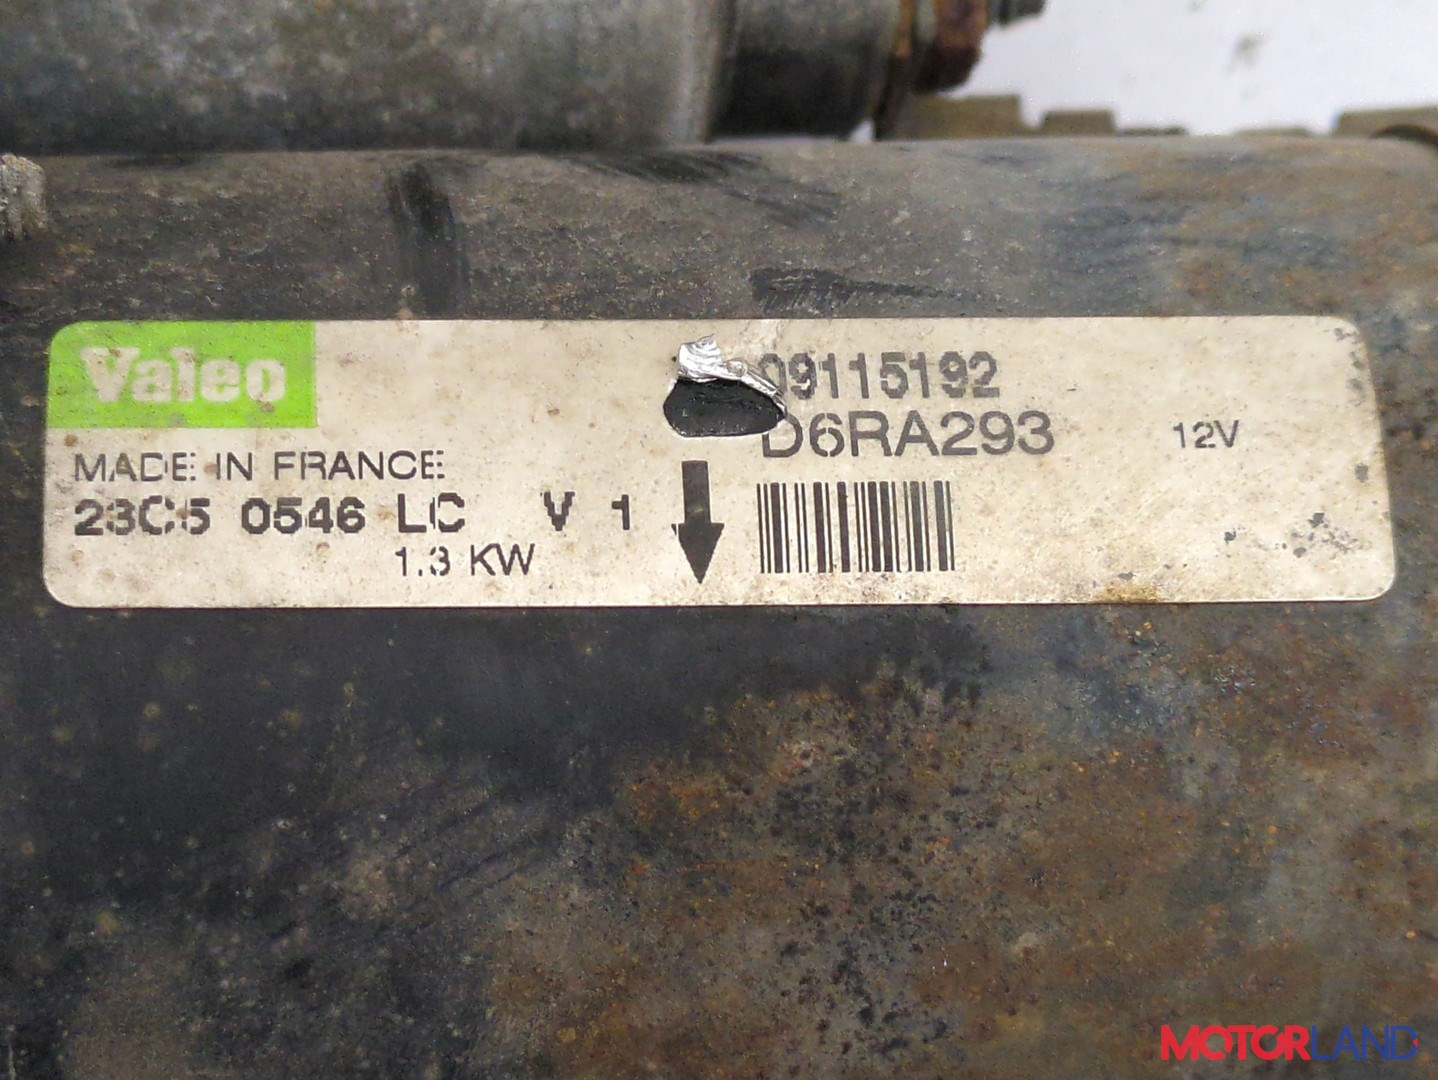 Valeo
MADE IN FRANCE
23C5 0546 LC V 1
1.3 KW
09115192
D6RA293
12V
MOTORLAND